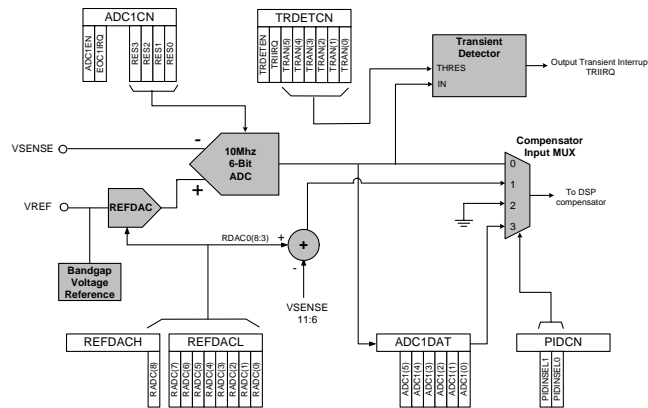 ADC1CN
ADC1EN
EOC1IRQ
RES3
RES2
RES1
RES0
TRDETCN
TRDETEN
TRIIRQ
TRAN(5)
TRAN(4)
TRAN(3)
TRAN(2)
TRAN(1)
TRAN(0)
Transient
Detector
THRES
IN
Output Transient Interrup
TRIIRQ
VSENSE
-
10Mhz
6-Bit
ADC
+
Compensator
Input MUX
0
1
2
3
To DSP
compensator
VREF
REFDAC
Bandgap
Voltage
Reference
RDAC0(8:3)
+
+
-
VSENSE
11:6
REFDACH
RADC(8)
REFDACL
RADC(7)
RADC(6)
RADC(5)
RADC(4)
RADC(3)
RADC(2)
RADC(1)
RADC(0)
ADC1DAT
ADC1(5)
ADC1(4)
ADC1(3)
ADC1(2)
ADC1(1)
ADC1(0)
PIDCN
PIDINSEL1
PIDINSEL0